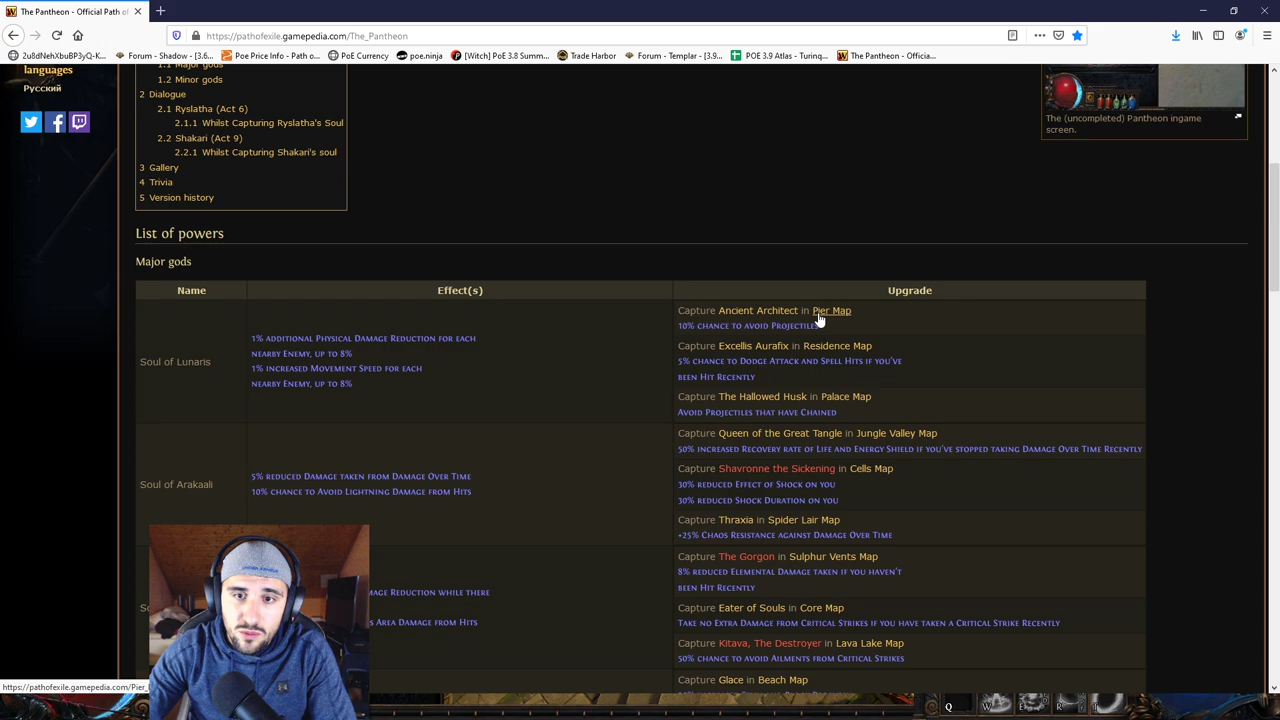 The Pantheon - Official Path of
https://pathofexile.gamepedia.com/The_Pantheon
2u8dNehXbuBP3y-K...
Forum - Shadow - [3.6...
Poe Price Info - Path o...
PoE Currency
poe.ninja
[Witch] PoE 3.8 Summ...
Trade Harbor
Forum - Templar - [3.9...
POE 3.9 Atlas - Turinq...
The Pantheon - Officia...
languages
Русский
1.2 Minor gods
2 Dialogue
2.1 Ryslatha (Act 6)
2.1.1 Whilst Capturing Ryslatha's Soul
2.2 Shakari (Act 9)
2.2.1 Whilst Capturing Shakari's soul
3 Gallery
4 Trivia
5 Version history
The (uncompleted) Pantheon ingame
screen.
List of powers
Major gods
Name
Effect(s)
Upgrade
Soul of Lunaris
1% additional Physical Damage Reduction for each
nearby Enemy, up to 8%
1% increased Movement Speed for each
nearby Enemy, up to 8%
Capture Ancient Architect in Pier Map
10% chance to avoid Projectiles
Capture Excellis Aurafix in Residence Map
5% chance to Dodge Attack and Spell Hits if you've
been Hit Recently
Capture The Hallowed Husk in Palace Map
Avoid Projectiles that have Chained
Soul of Arakaali
5% reduced Damage taken from Damage Over Time
10% chance to Avoid Lightning Damage from Hits
Capture Queen of the Great Tangle in Jungle Valley Map
50% increased Recovery rate of Life and Energy Shield if you've stopped taking Damage Over Time Recently
Capture Shavronne the Sickening in Cells Map
30% reduced Effect of Shock on you
30% reduced Shock Duration on you
Capture Thraxia in Spider Lair Map
+25% Chaos Resistance against Damage Over Time
mage Reduction while there
s Area Damage from Hits
Capture The Gorgon in Sulphur Vents Map
8% reduced Elemental Damage taken if you haven't
been Hit Recently
Capture Eater of Souls in Core Map
Take no Extra Damage from Critical Strikes if you have taken a Critical Strike Recently
Capture Kitava, The Destroyer in Lava Lake Map
50% chance to avoid Ailments from Critical Strikes
Capture Glace in Beach Map
https://pathofexile.gamepedia.com/Pier_
Q
W
E
R
T